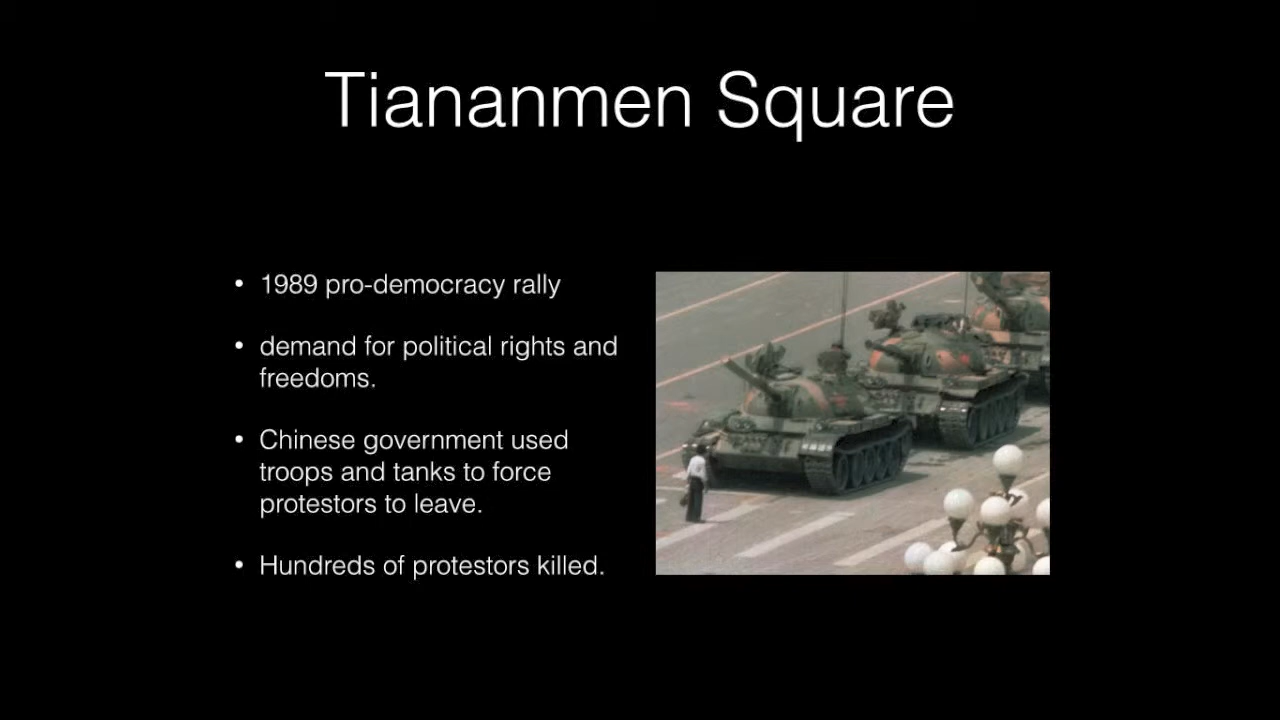 Tiananmen Square
• 1989 pro-democracy rally
• demand for political rights and
freedoms.
• Chinese government used
troops and tanks to force
protestors to leave.
• Hundreds of protestors killed.